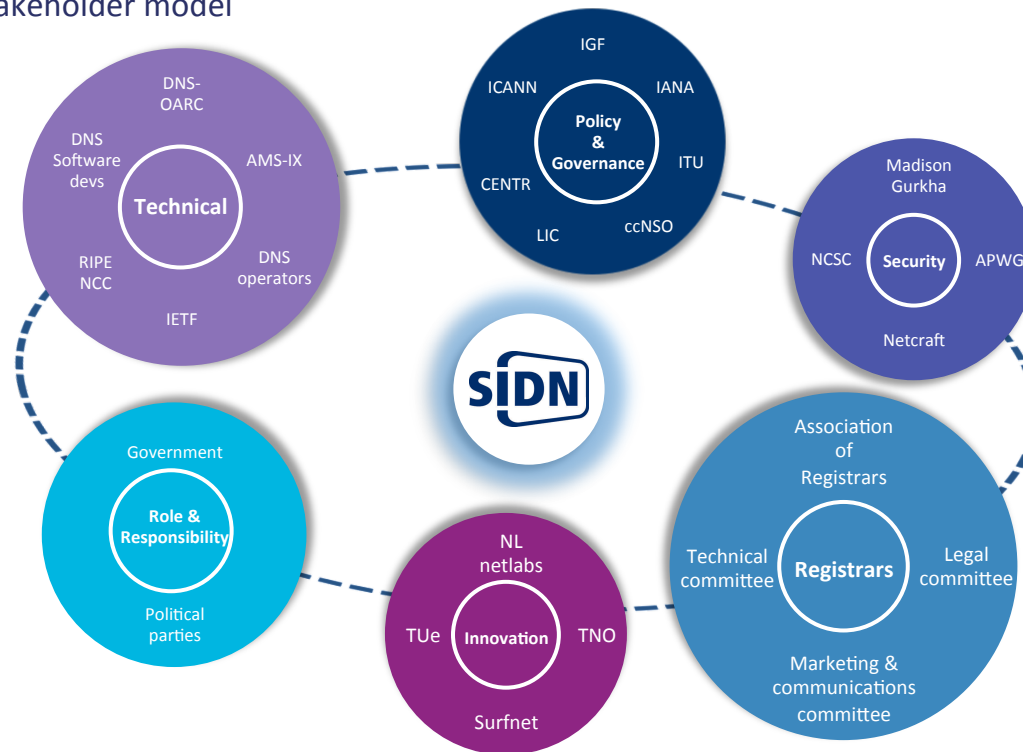 akeholder model
IGF
ICANN
IANA
Policy
&
Governance
ITU
CENTR
LIC
ccNSO
DNS-
OARC
DNS
Software
devs
AMS-IX
Technical
RIPE
NCC
DNS
operators
IETF
Madison
Gurkha
NCSC
Security
APWG
Netcraft
SIDN
Government
Role &
Responsibility
Political
parties
NL
netlabs
TUe
Innovation
TNO
Surfnet
Association
of
Registrars
Technical
committee
Registrars
Legal
committee
Marketing &
communications
committee